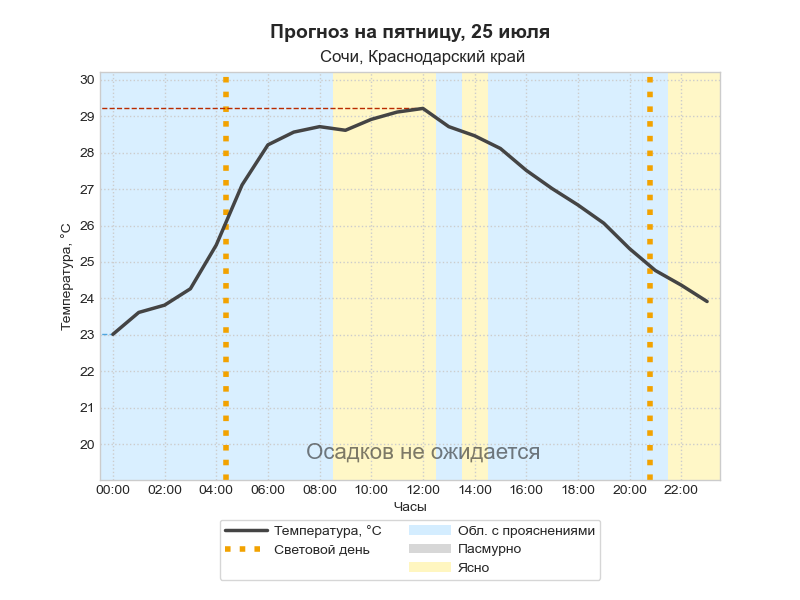 Прогноз на пятницу, 25 июля
Сочи, Краснодарский край
Температура, °C
30
29
28
27
26
25
24
23
22
21
20
Осадков не ожидается
00:00 02:00 04:00 06:00 08:00 10:00 12:00 14:00 16:00 18:00 20:00 22:00
Часы
Температура, °C
Световой день
Обл. с прояснениями
Пасмурно
Ясно